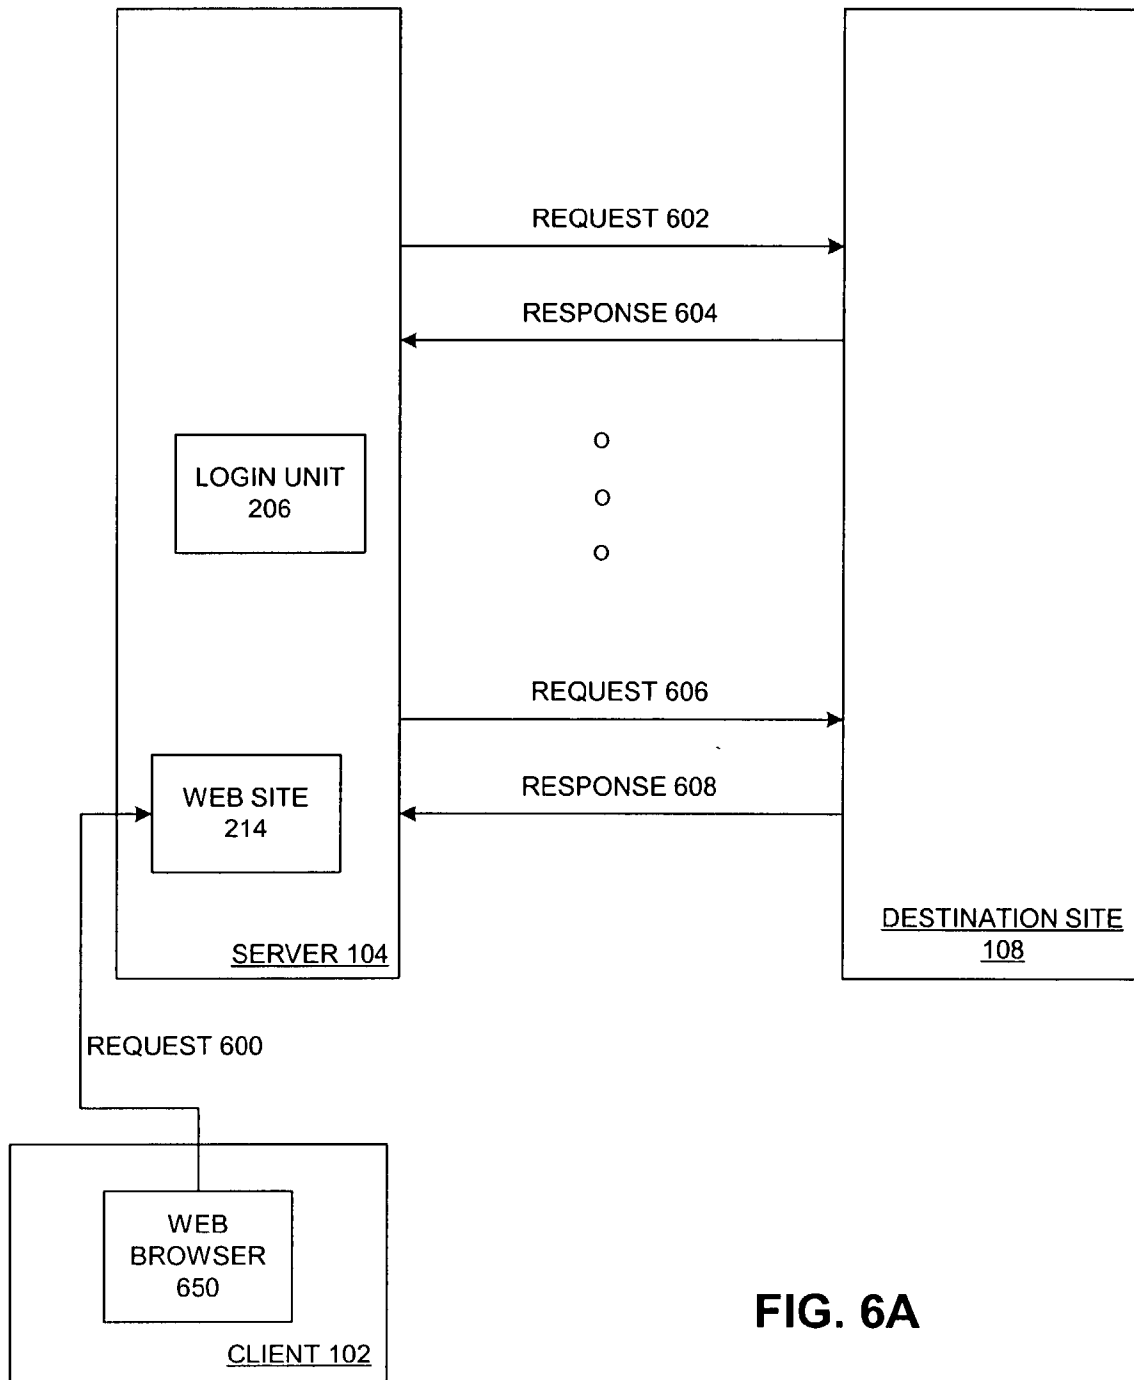 REQUEST 602
RESPONSE 604
o
o
o
LOGIN UNIT
206
REQUEST 606
RESPONSE 608
WEB SITE
214
SERVER 104
DESTINATION SITE
108
REQUEST 600
WEB
BROWSER
650
CLIENT 102
FIG. 6A